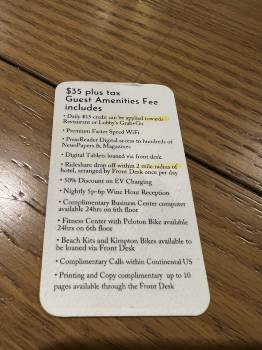 $35 plus tax
Guest Amenities Fee
includes
• Daily $15 credit can be applied towards
Restaurant or Lobby's Grab+Go
• Premium Faster Speed WiFi
• PressReader Digital access to hundreds of
NewsPapers & Magazines
• Digital Tablets loaned via front desk
• Rideshare drop off within 2 mile radius of
hotel, arranged by Front Desk once per day
• 50% Discount on EV Charging
• Nightly 5p-6p Wine Hour Reception
• Complimentary Business Center computer
available 24hrs on 6th floor
• Fitness Center with Peloton Bike available
24hrs on 6th floor
• Beach Kits and Kimpton Bikes available to
be loaned via Front Desk
• Complimentary Calls within Continental US
• Printing and Copy complimentary up to 10
pages available through the Front Desk